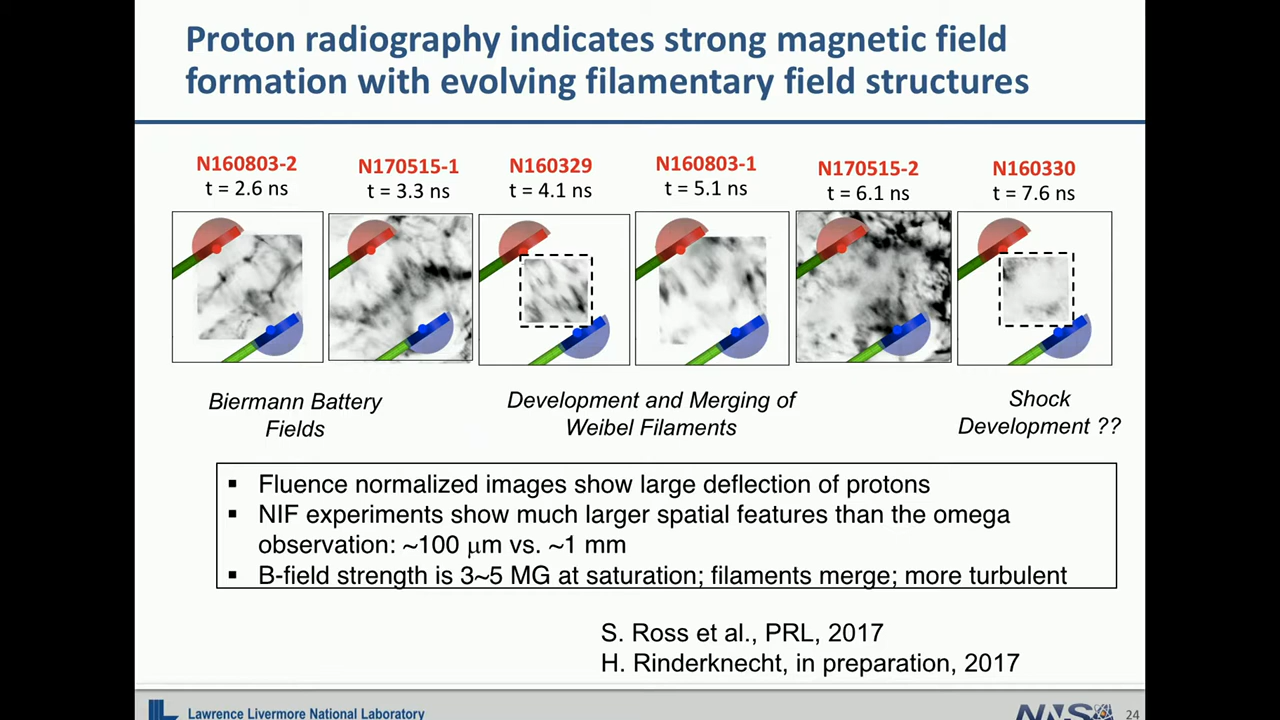 Proton radiography indicates strong magnetic field
formation with evolving filamentary field structures
N160803-2
t = 2.6 ns
N170515-1
t = 3.3 ns
N160329
t = 4.1 ns
N160803-1
t = 5.1 ns
N170515-2
t = 6.1 ns
N160330
t = 7.6 ns
Biermann Battery
Fields
Development and Merging of
Weibel Filaments
Shock
Development ??
▪ Fluence normalized images show large deflection of protons
▪ NIF experiments show much larger spatial features than the omega
observation: ~100 μm vs. ~1 mm
▪ B-field strength is 3~5 MG at saturation; filaments merge; more turbulent
S. Ross et al., PRL, 2017
H. Rinderknecht, in preparation, 2017
Lawrence Livermore National Laboratory
24